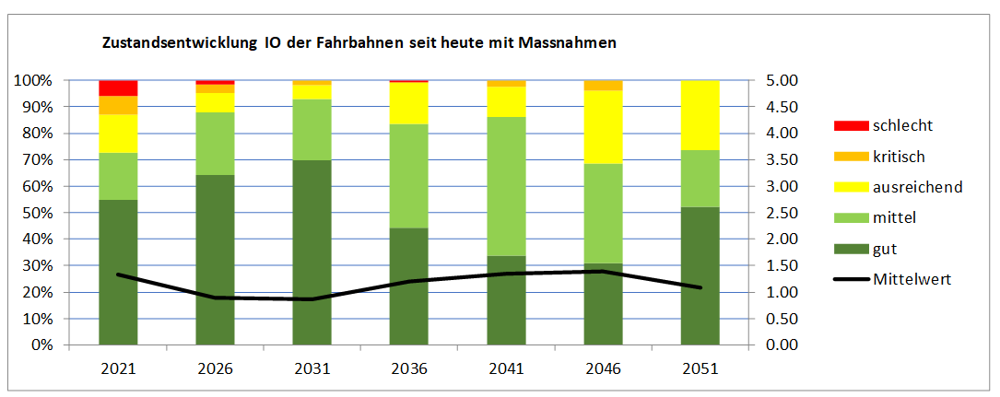 Zustandsentwicklung IO der Fahrbahnen seit heute mit Massnahmen
100% 5.00
90% 4.50
80% 4.00
70% 3.50
60% 3.00
50% 2.50
40% 2.00
30% 1.50
20% 1.00
10% 0.50
0% 0.00
2021 2026 2031 2036 2041 2046 2051
schlecht
kritisch
ausreichend
mittel
gut
Mittelwert